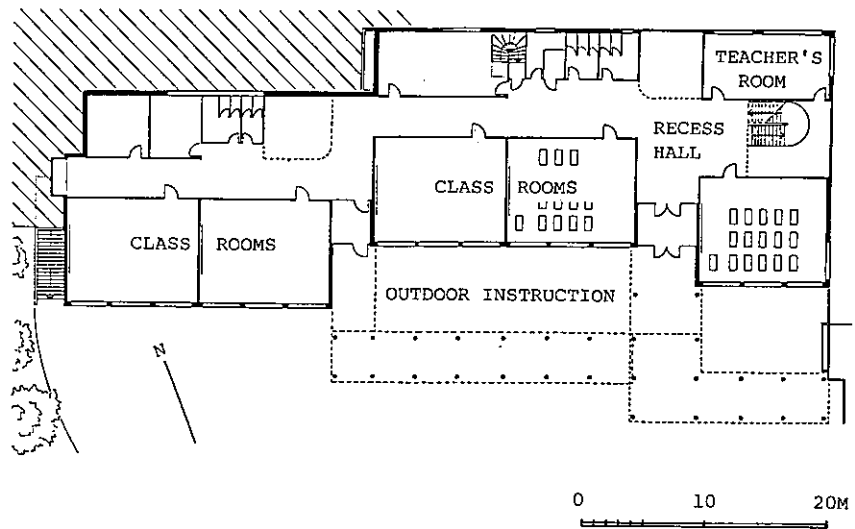 TEACHER'S
ROOM
RECESS
HALL
CLASS ROOMS
CLASS ROOMS
OUTDOOR INSTRUCTION
N
0 10 20M